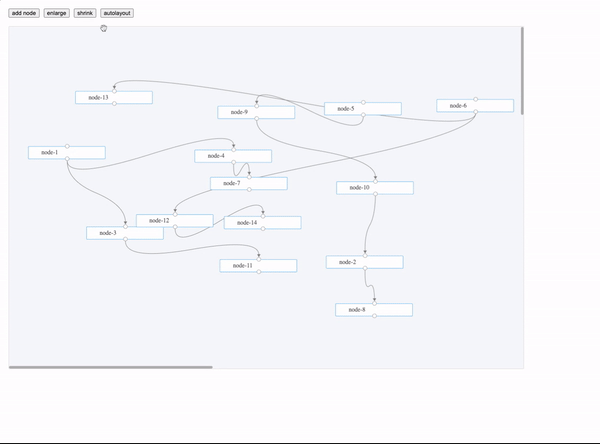 add node enlarge shrink autolayout
node-13
node-5
node-6
node-9
node-1
node-4
node-7
node-10
node-12
node-14
node-3
node-2
node-11
node-8